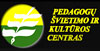 PEDAGOGŲ
ŠVIETIMO IR
KULTŪROS
CENTRAS